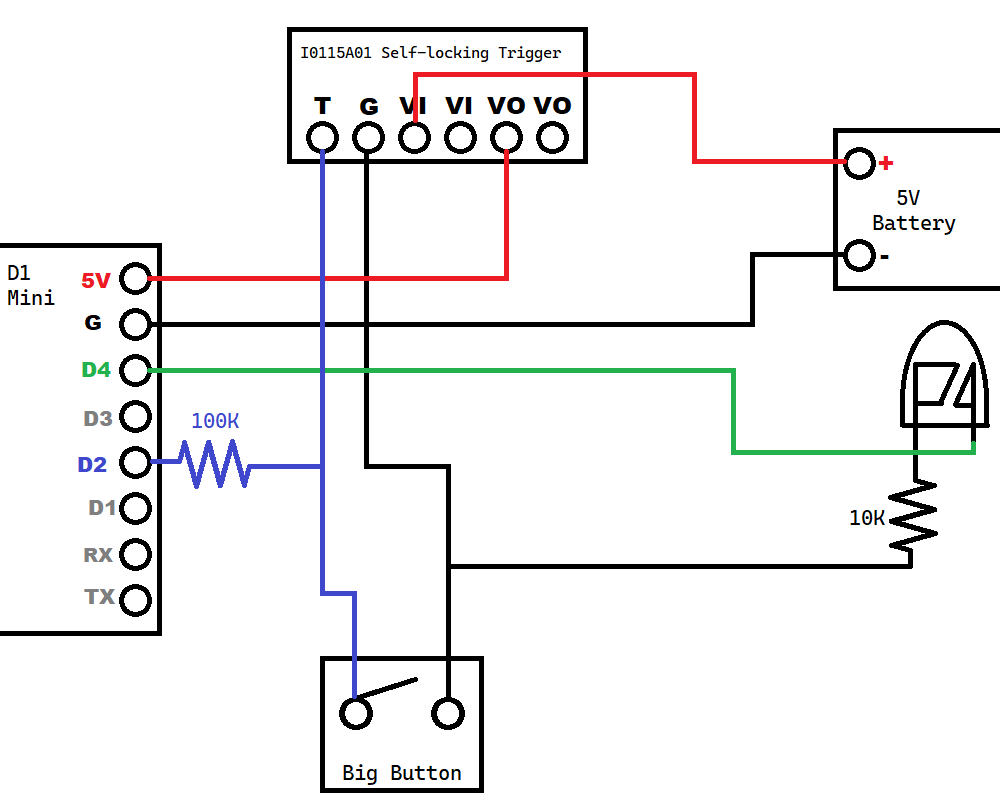 I0115A01 Self-locking Trigger
T G VI VI VO VO
+
5V
Battery
-
D1
Mini
5V
G
D4
D3
100K
D2
D1
RX
TX
10K
Big Button